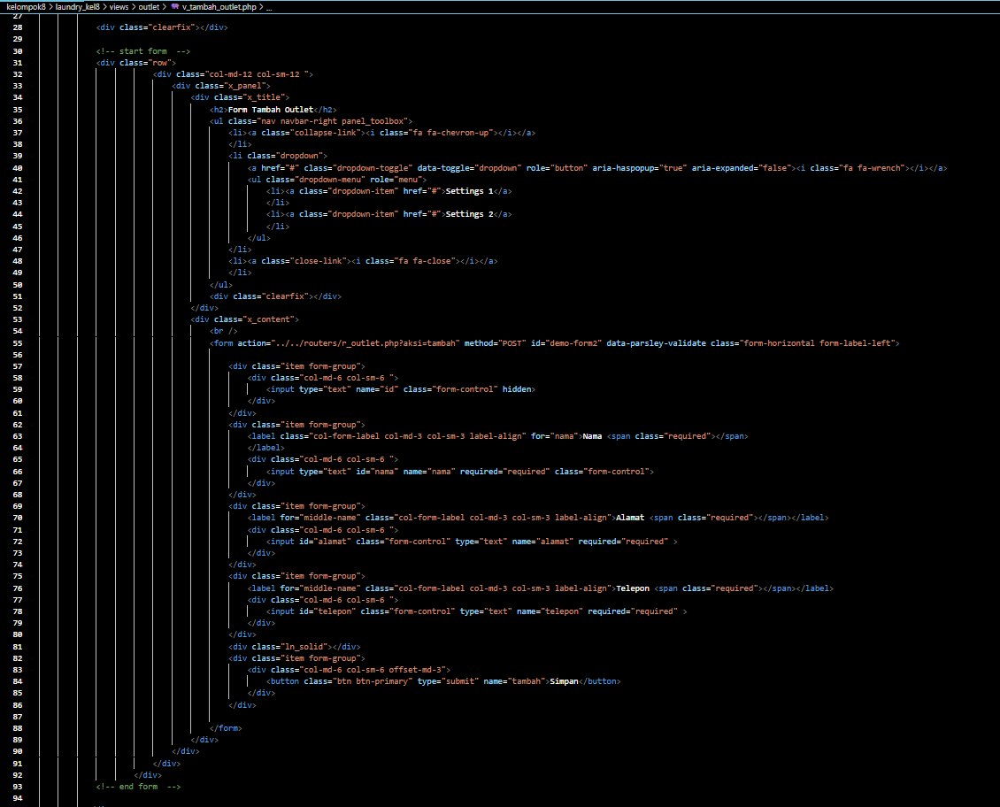 kelompok8 > laundry_kel8 > views > outlet > v_tambah_outlet.php > ...
27
28 <div class="clearfix"></div>
29
30 <!-- start form  -->
31 <div class="row">
32 <div class="col-md-12 col-sm-12 ">
33 <div class="x_panel">
34 <div class="x_title">
35 <h2>Form Tambah Outlet</h2>
36 <ul class="nav navbar-right panel_toolbox">
37 <li><a class="collapse-link"><i class="fa fa-chevron-up"></i></a>
38 </li>
39 <li class="dropdown">
40 <a href="#" class="dropdown-toggle" data-toggle="dropdown" role="button" aria-haspopup="true" aria-expanded="false"><i class="fa fa-wrench"></i></a>
41 <ul class="dropdown-menu" role="menu">
42 <li><a class="dropdown-item" href="#">Settings 1</a>
43 </li>
44 <li><a class="dropdown-item" href="#">Settings 2</a>
45 </li>
46 </ul>
47 </li>
48 <li><a class="close-link"><i class="fa fa-close"></i></a>
49 </li>
50 </ul>
51 <div class="clearfix"></div>
52 </div>
53 <div class="x_content">
54 <br />
55 <form action="../../routers/r_outlet.php?aksi=tambah" method="POST" id="demo-form2" data-parsley-validate class="form-horizontal form-label-left">
56
57 <div class="item form-group">
58 <div class="col-md-6 col-sm-6 ">
59 <input type="text" name="id" class="form-control" hidden>
60 </div>
61 </div>
62 <div class="item form-group">
63 <label class="col-form-label col-md-3 col-sm-3 label-align" for="nama">Nama <span class="required"></span>
64 </label>
65 <div class="col-md-6 col-sm-6 ">
66 <input type="text" id="nama" name="nama" required="required" class="form-control">
67 </div>
68 </div>
69 <div class="item form-group">
70 <label for="middle-name" class="col-form-label col-md-3 col-sm-3 label-align">Alamat <span class="required"></span></label>
71 <div class="col-md-6 col-sm-6 ">
72 <input id="alamat" class="form-control" type="text" name="alamat" required="required" >
73 </div>
74 </div>
75 <div class="item form-group">
76 <label for="middle-name" class="col-form-label col-md-3 col-sm-3 label-align">Telepon <span class="required"></span></label>
77 <div class="col-md-6 col-sm-6 ">
78 <input id="telepon" class="form-control" type="text" name="telepon" required="required" >
79 </div>
80 </div>
81 <div class="ln_solid"></div>
82 <div class="item form-group">
83 <div class="col-md-6 col-sm-6 offset-md-3">
84 <button class="btn btn-primary" type="submit" name="tambah">Simpan</button>
85 </div>
86 </div>
87
88 </form>
89 </div>
90 </div>
91 </div>
92 </div>
93 <!-- end form  -->
94